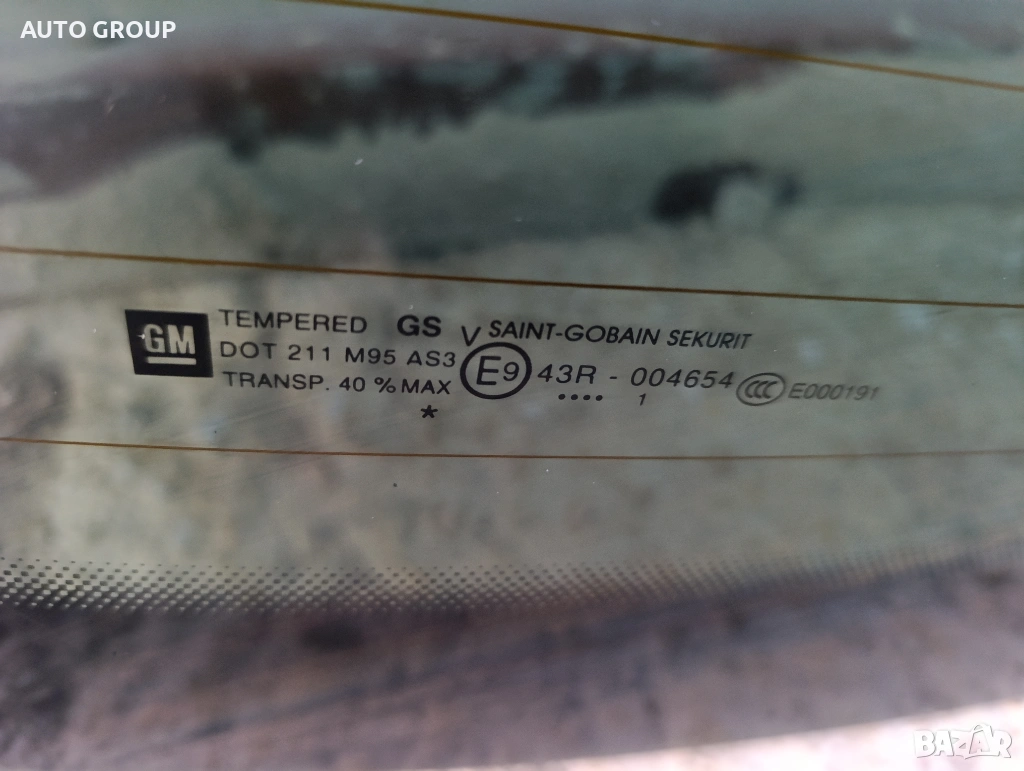 AUTO GROUP
GM TEMPERED GS V SAINT-GOBAIN SEKURIT
DOT 211 M95 AS3 E9 43R - 004654 CCC E000191
TRANSP. 40 % MAX .... 1
*
BAZAR